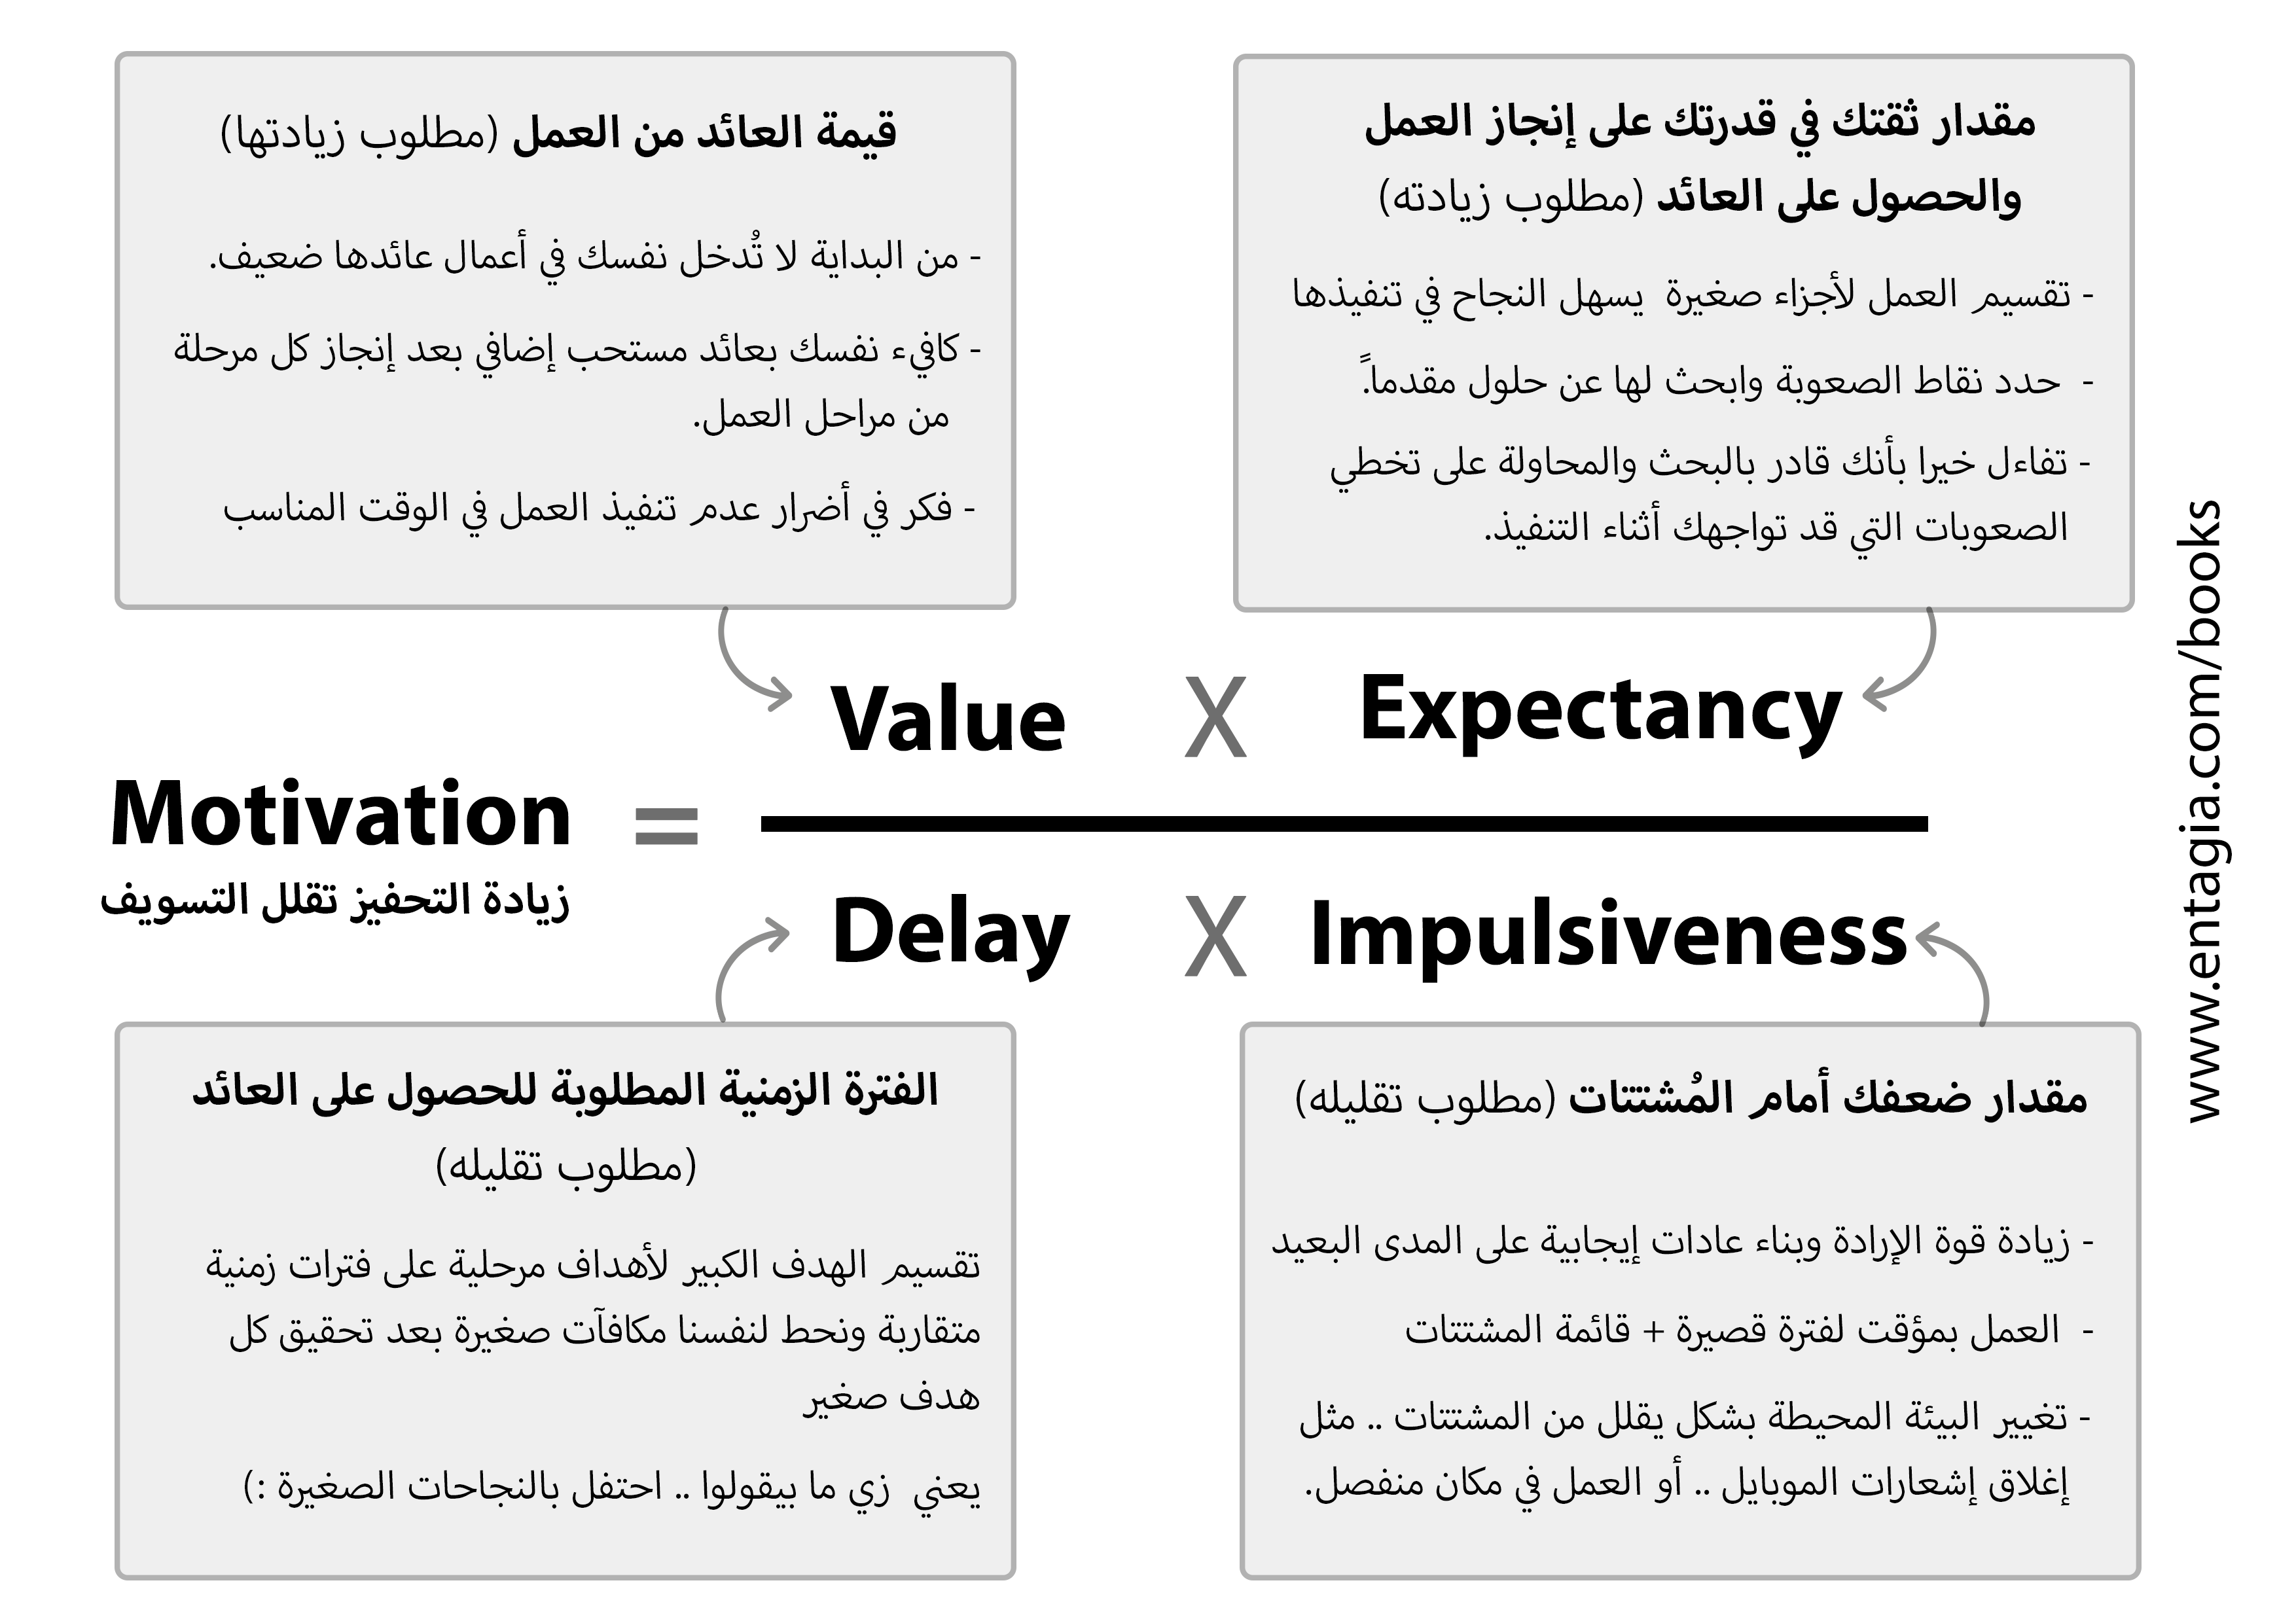 قيمة العائد من العمل (مطلوب زيادتها)
- من البداية لا تُدخل نفسك في أعمال عائدها ضعيف.
- كافيء نفسك بعائد مستحب إضافي بعد إنجاز كل مرحلة
من مراحل العمل.
- فكر في أضرار عدم تنفيذ العمل في الوقت المناسب
مقدار ثقتك في قدرتك على إنجاز العمل
والحصول على العائد (مطلوب زيادته)
- تقسيم العمل لأجزاء صغيرة يسهل النجاح في تنفيذها
- حدد نقاط الصعوبة وابحث لها عن حلول مقدماً.
- تفاءل خيرا بأنك قادر بالبحث والمحاولة على تخطي
الصعوبات التي قد تواجهك أثناء التنفيذ.
Value X Expectancy
Motivation =
زيادة التحفيز تقلل التسويف
Delay X Impulsiveness
الفترة الزمنية المطلوبة للحصول على العائد
(مطلوب تقليله)
تقسيم الهدف الكبير لأهداف مرحلية على فترات زمنية
متقاربة ونحط لنفسنا مكافآت صغيرة بعد تحقيق كل
هدف صغير
يعني زي ما بيقولوا .. احتفل بالنجاحات الصغيرة :)
مقدار ضعفك أمام المُشتتات (مطلوب تقليله)
- زيادة قوة الإرادة وبناء عادات إيجابية على المدى البعيد
- العمل بمؤقت لفترة قصيرة + قائمة المشتتات
- تغيير البيئة المحيطة بشكل يقلل من المشتتات .. مثل
إغلاق إشعارات الموبايل .. أو العمل في مكان منفصل.
www.entagia.com/books